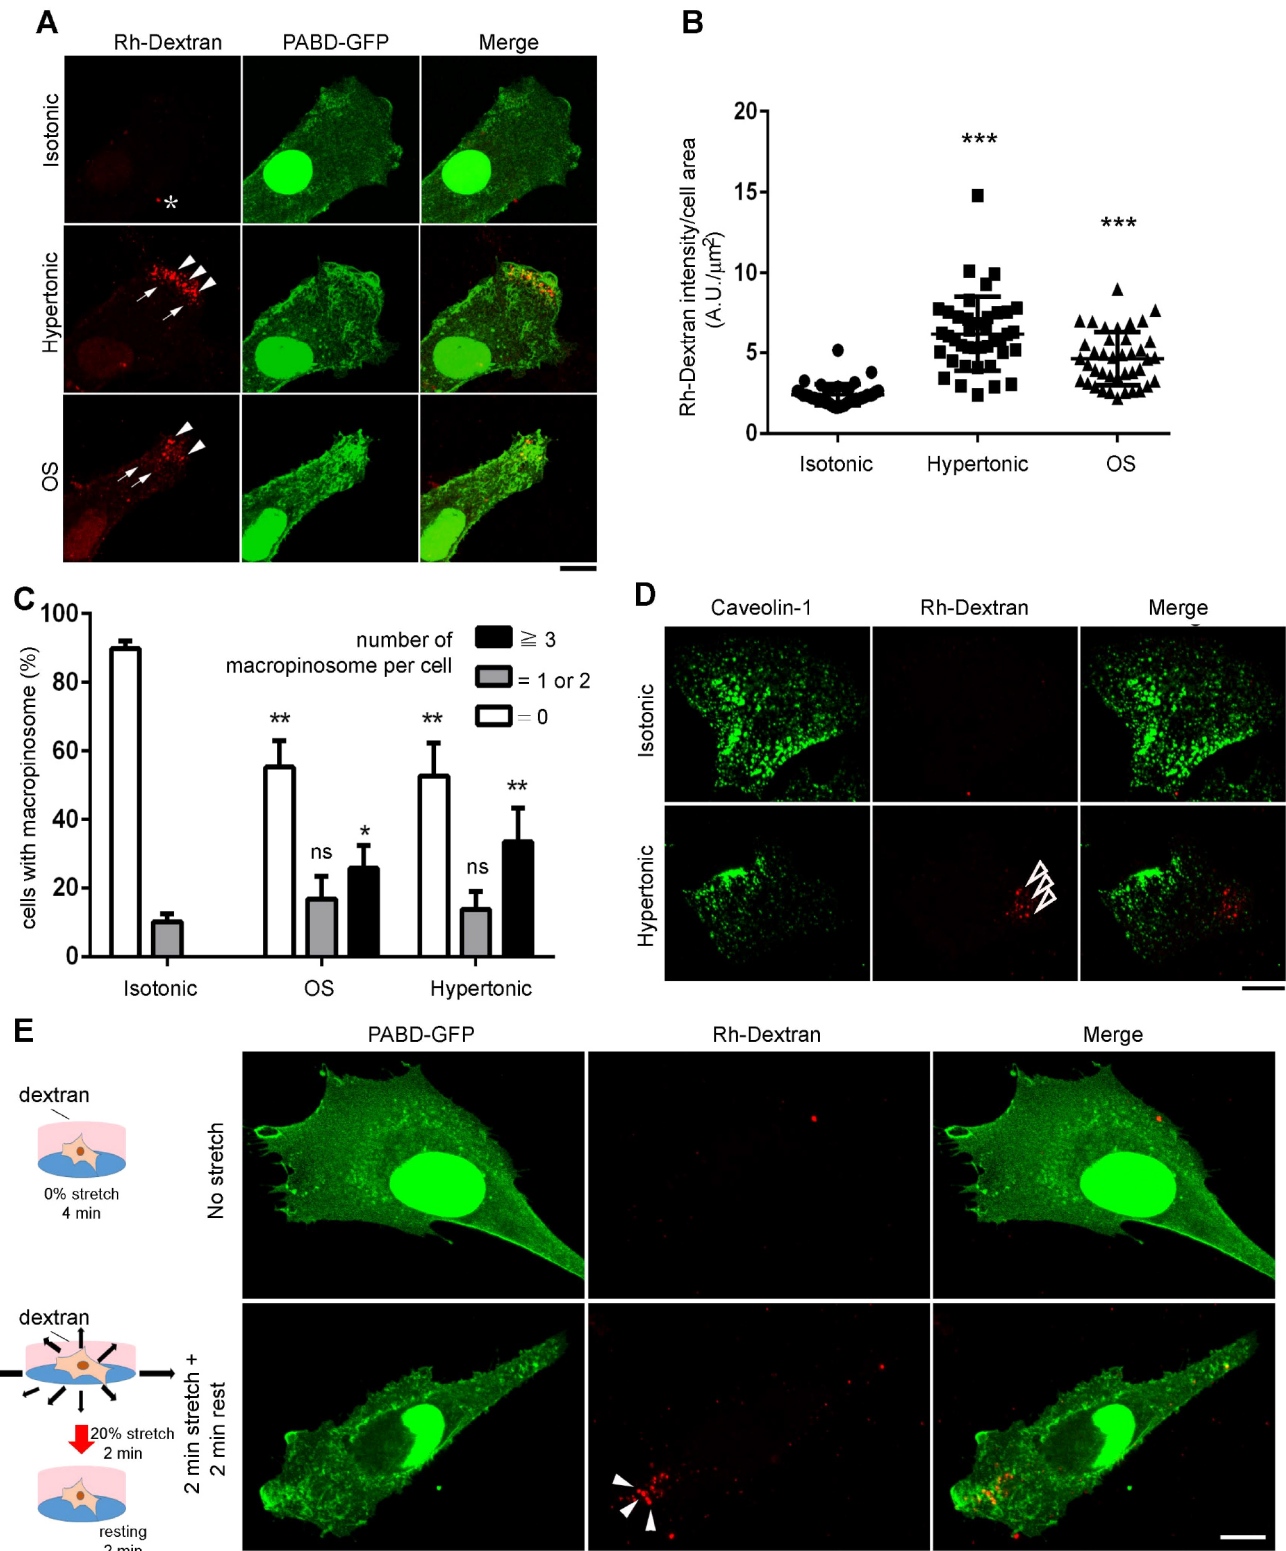 A
Rh-Dextran PABD-GFP Merge
Isotonic
*
Hypertonic
OS
B
Rh-Dextran intensity/cell area
(A.U./μm²)
20
15
10
5
0
***
***
Isotonic Hypertonic OS
C
cells with macropinosome (%)
100
80
60
40
20
0
number of
macropinosome per cell
≧ 3
= 1 or 2
= 0
**
ns
*
**
ns
**
Isotonic OS Hypertonic
D
Caveolin-1 Rh-Dextran Merge
Isotonic
Hypertonic
E
PABD-GFP Rh-Dextran Merge
dextran
0% stretch
4 min
No stretch
dextran
20% stretch
2 min
resting
2 min
2 min stretch +
2 min rest